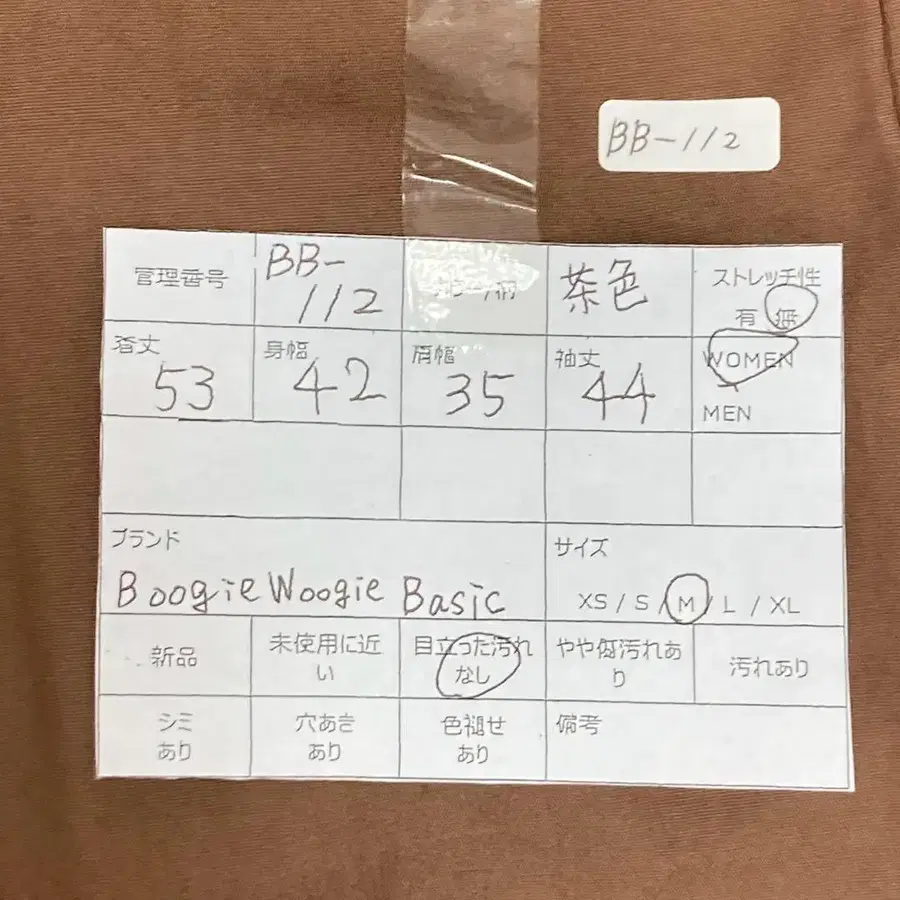 BB-112
管理番号
BB-
112
茶色
ストレッチ性
有 無
着丈
53
身幅
42
肩幅
35
袖丈
44
WOMEN
MEN
ブランド
Boogie Woogie Basic
サイズ
XS / S / M / L / XL
新品
未使用に近
い
目立った汚れ
なし
やや傷汚れあ
り
汚れあり
シミ
あり
穴あき
あり
色褪せ
あり
備考